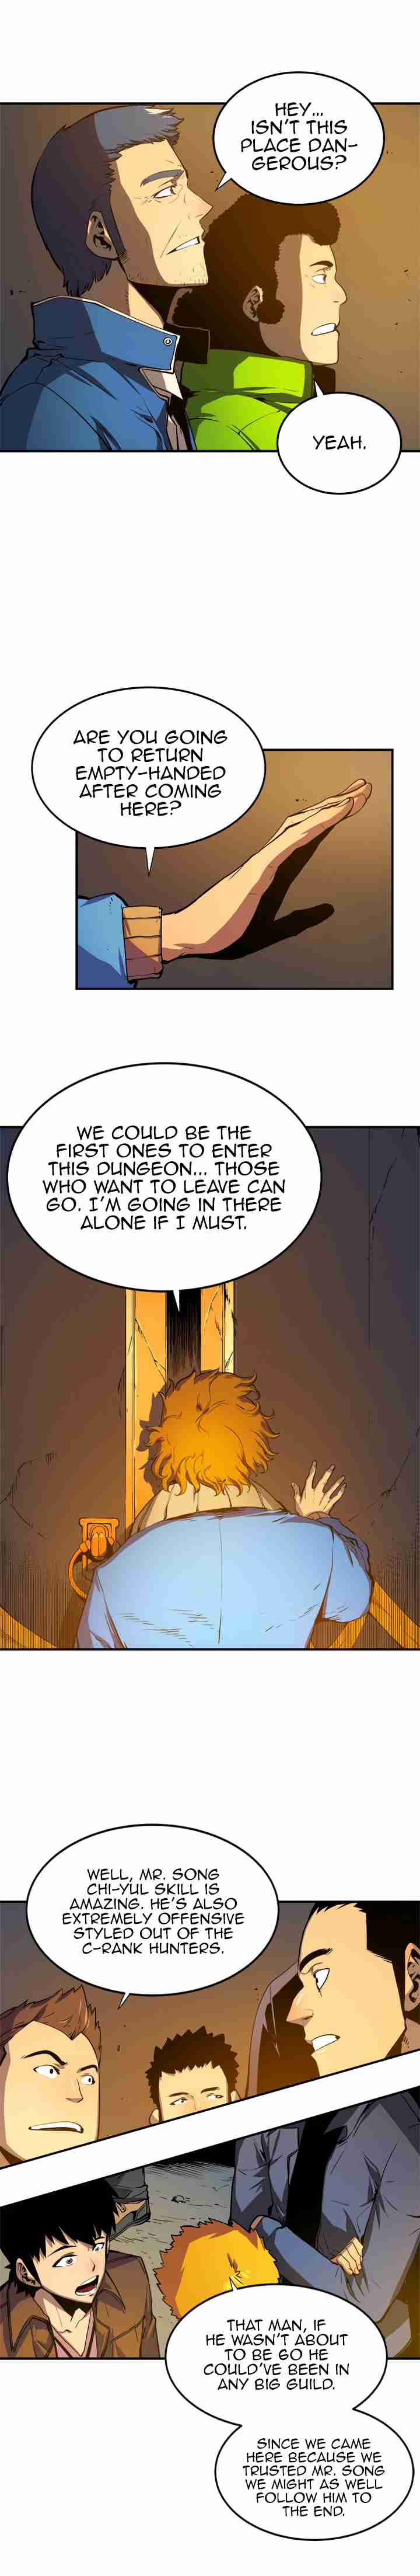 HEY...
ISN'T THIS
PLACE DAN-
GEROUS?
YEAH.
ARE YOU GOING
TO RETURN
EMPTY-HANDED
AFTER COMING
HERE?
WE COULD BE THE
FIRST ONES TO ENTER
THIS DUNGEON... THOSE
WHO WANT TO LEAVE CAN
GO. I'M GOING IN THERE
ALONE IF I MUST.
WELL, MR. SONG
CHI-YUL SKILL IS
AMAZING. HE'S ALSO
EXTREMELY OFFENSIVE
STYLED OUT OF THE
C-RANK HUNTERS.
THAT MAN, IF
HE WASN'T ABOUT
TO BE GO HE
COULD'VE BEEN IN
ANY BIG GUILD.
SINCE WE CAME
HERE BECAUSE WE
TRUSTED MR. SONG
WE MIGHT AS WELL
FOLLOW HIM TO
THE END.